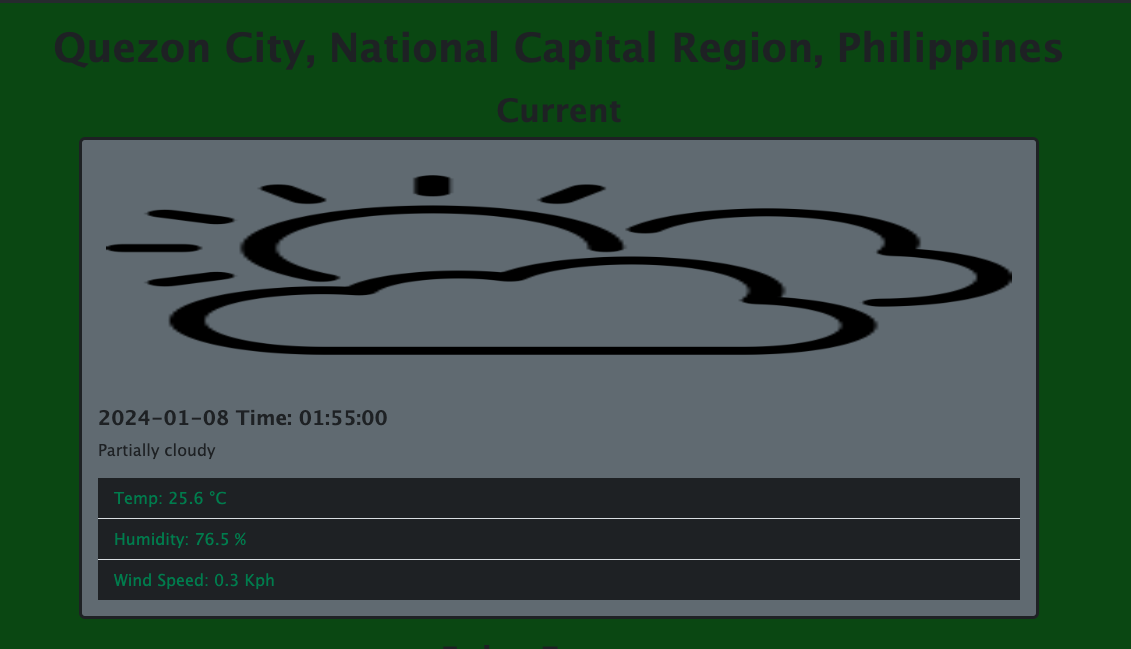 Quezon City, National Capital Region, Philippines
Current
2024-01-08 Time: 01:55:00
Partially cloudy
Temp: 25.6 °C
Humidity: 76.5 %
Wind Speed: 0.3 Kph